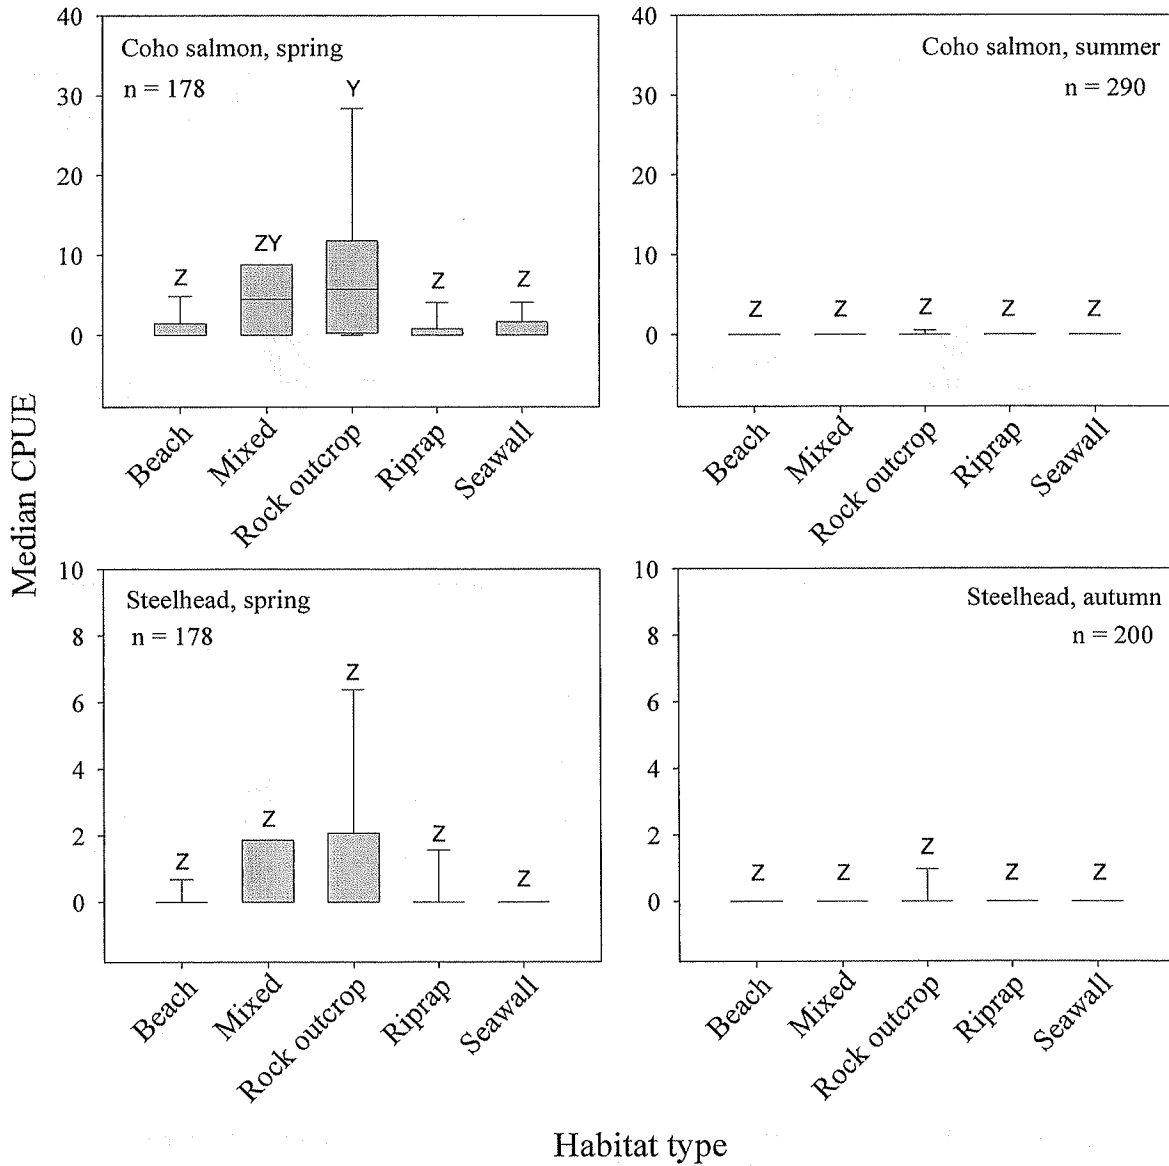 Median CPUE
40
30
20
10
0
Coho salmon, spring
n = 178
Z
ZY
Y
Z
Z
Beach
Mixed
Rock outcrop
Riprap
Seawall
40
30
20
10
0
Coho salmon, summer
n = 290
Z
Z
Z
Z
Z
Beach
Mixed
Rock outcrop
Riprap
Seawall
10
8
6
4
2
0
Steelhead, spring
n = 178
Z
Z
Z
Z
Z
Beach
Mixed
Rock outcrop
Riprap
Seawall
10
8
6
4
2
0
Steelhead, autumn
n = 200
Z
Z
Z
Z
Z
Beach
Mixed
Rock outcrop
Riprap
Seawall
Habitat type